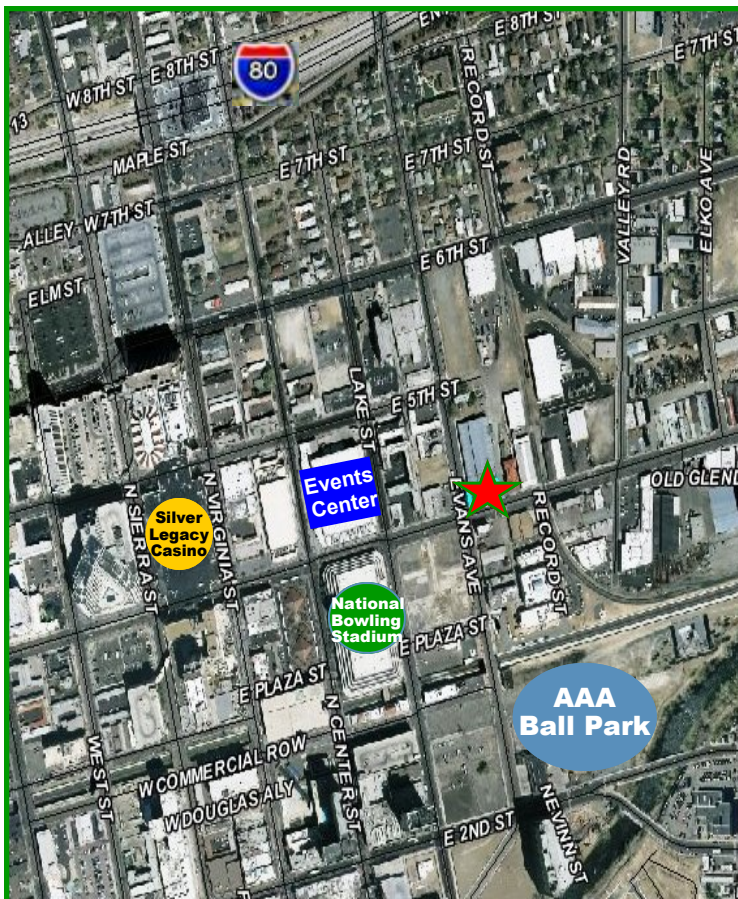 EN
E 8TH ST
E 8TH ST
E 7TH ST
W 8TH ST
80
RECORD ST
13
MAPLE ST
E 7TH ST
E 7TH ST
VALLEY RD
ELKO AVE
ALLEY
W 7TH ST
E 6TH ST
ELM ST
LAKE ST
E 5TH ST
Events
Center
N SIERRA ST
N VIRGINIA ST
EVANS AVE
RECORD ST
OLD GLEND
Silver
Legacy
Casino
National
Bowling
Stadium
E PLAZA ST
E PLAZA ST
AAA
Ball Park
N CENTER ST
WEST ST
W COMMERCIAL ROW
W DOUGLAS ALY
E 2ND ST
NEVINN ST